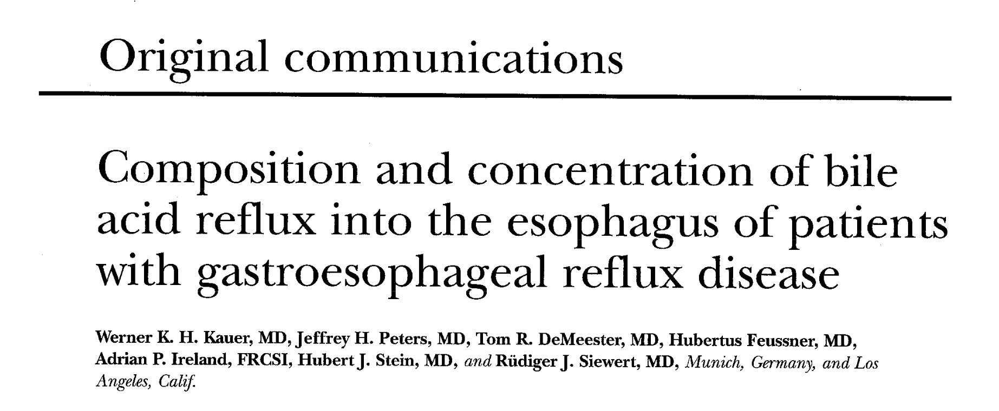 Original communications
Composition and concentration of bile
acid reflux into the esophagus of patients
with gastroesophageal reflux disease
Werner K. H. Kauer, MD, Jeffrey H. Peters, MD, Tom R. DeMeester, MD, Hubertus Feussner, MD,
Adrian P. Ireland, FRCSI, Hubert J. Stein, MD, and Rüdiger J. Siewert, MD, Munich, Germany, and Los
Angeles, Calif.